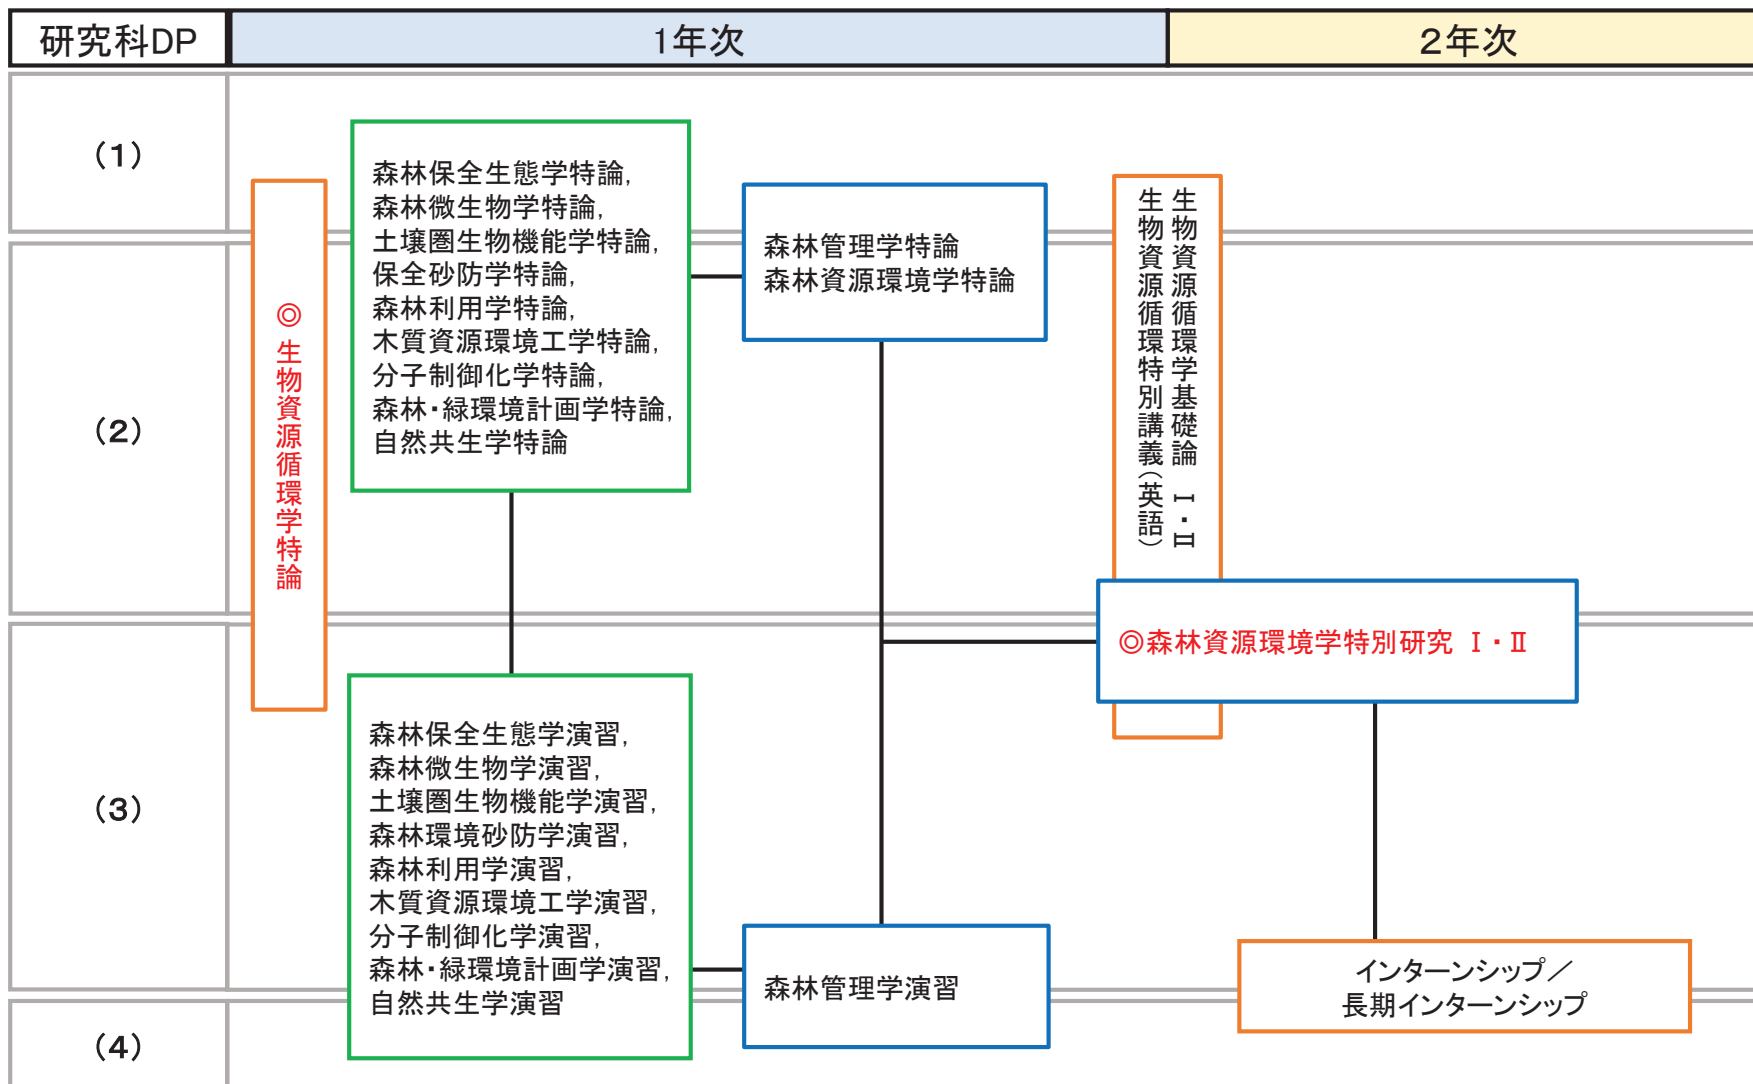 研究科DP
1年次
2年次
(1)
(2)
(3)
(4)
◎生物資源循環学特論
森林保全生態学特論,
森林微生物学特論,
土壌圏生物機能学特論,
保全砂防学特論,
森林利用学特論,
木質資源環境工学特論,
分子制御化学特論,
森林・緑環境計画学特論,
自然共生学特論
森林管理学特論
森林資源環境学特論
生物資源循環学基礎論 Ⅰ・Ⅱ
生物資源循環特別講義(英語)
◎森林資源環境学特別研究 Ⅰ・Ⅱ
森林保全生態学演習,
森林微生物学演習,
土壌圏生物機能学演習,
森林環境砂防学演習,
森林利用学演習,
木質資源環境工学演習,
分子制御化学演習,
森林・緑環境計画学演習,
自然共生学演習
森林管理学演習
インターンシップ／
長期インターンシップ